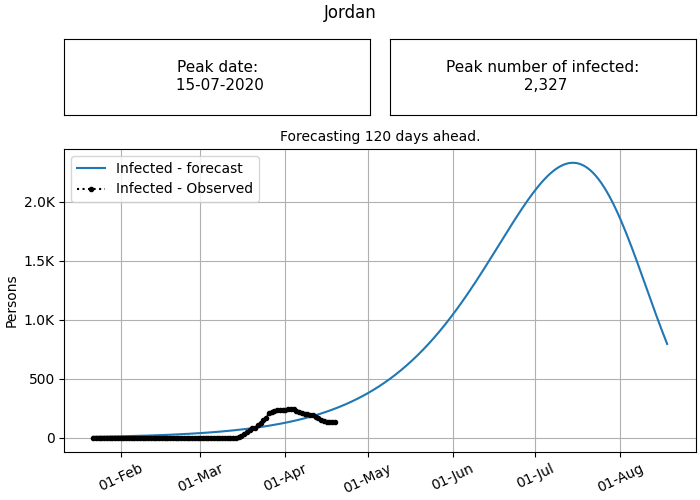 Jordan
Peak date:
15-07-2020
Peak number of infected:
2,327
Forecasting 120 days ahead.
Infected - forecast
Infected - Observed
2.0K
1.5K
1.0K
500
0
Persons
01-Feb
01-Mar
01-Apr
01-May
01-Jun
01-Jul
01-Aug